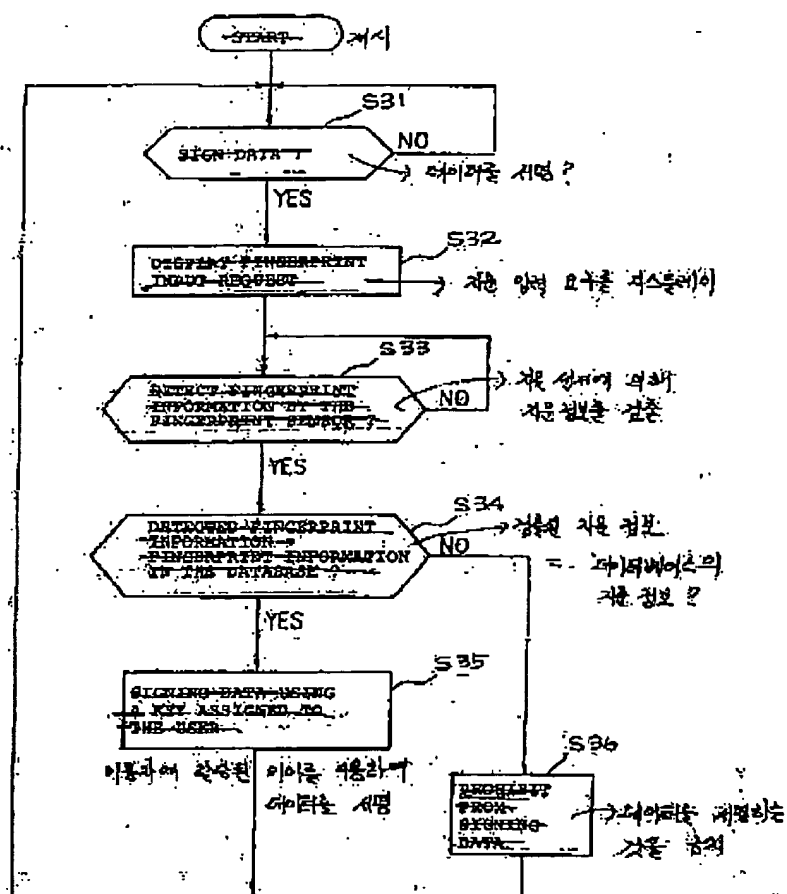 START
개시
S31
SIGN DATA ?
NO
데이터를 서명?
YES
S32
DISPLAY FINGERPRINT
INPUT REQUEST
지문 입력 요구를 디스플레이
S33
DETECT FINGERPRINT
INFORMATION BY THE
FINGERPRINT SENSOR ?
NO
지문 센서에 의해
지문 정보를 검출
YES
S34
DETECTED FINGERPRINT
INFORMATION =
FINGERPRINT INFORMATION
IN THE DATABASE ?
NO
검출된 지문 정보
= 데이터베이스의
지문 정보 ?
YES
S35
SIGNING DATA USING
A KEY ASSIGNED TO
THE USER
이용자에 할당된 키이를 사용하여
데이터를 서명
S36
PROHIBIT
FROM
SIGNING
DATA
데이터를 서명하는
것을 금지